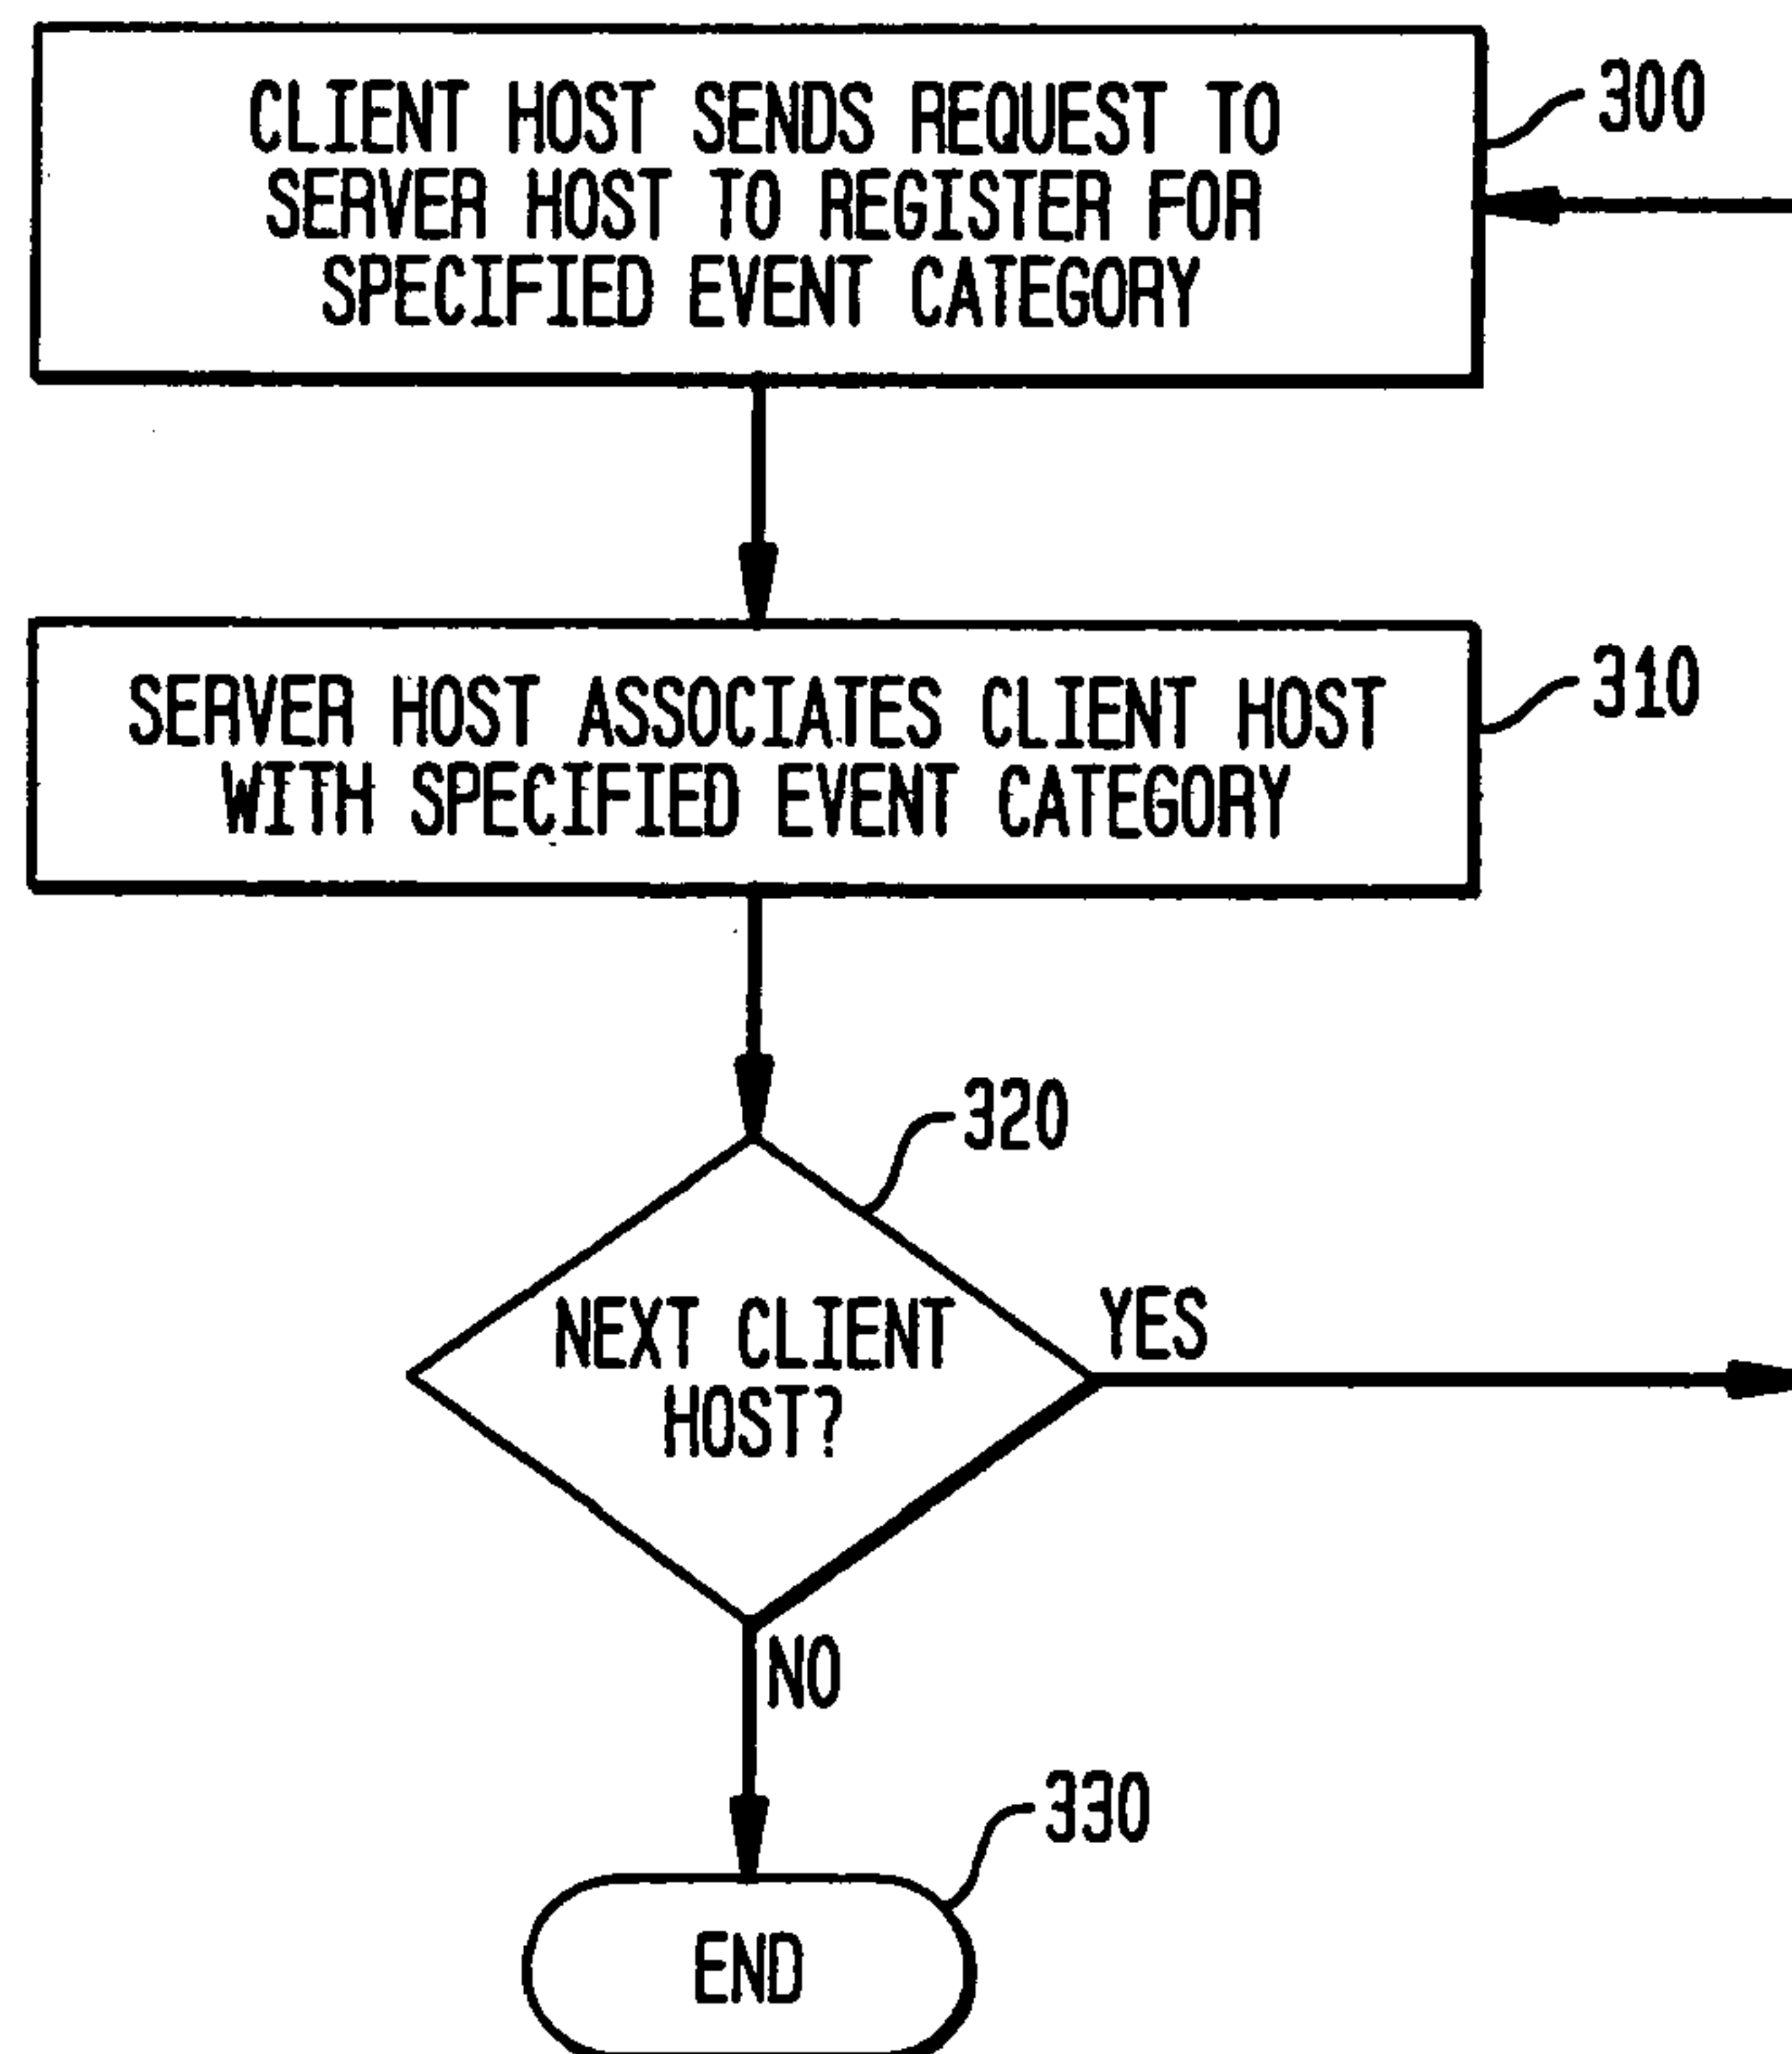 CLIENT HOST SENDS REQUEST TO
SERVER HOST TO REGISTER FOR
SPECIFIED EVENT CATEGORY
300
SERVER HOST ASSOCIATES CLIENT HOST
WITH SPECIFIED EVENT CATEGORY
310
320
NEXT CLIENT
HOST?
YES
NO
330
END